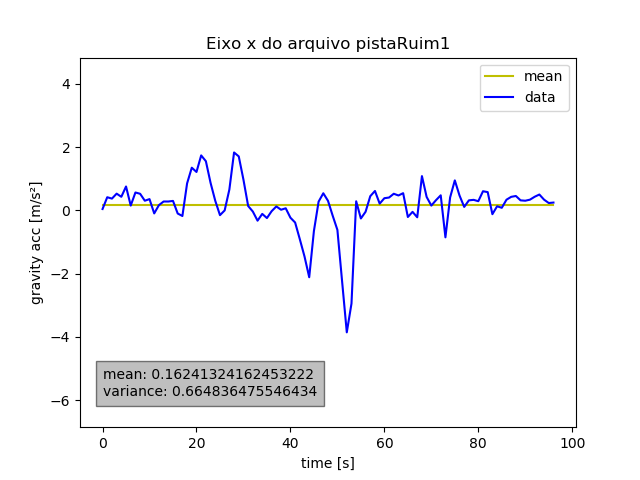 Eixo x do arquivo pistaRuim1
mean
data
4
2
0
−2
−4
−6
gravity acc [m/s²]
mean: 0.16241324162453222
variance: 0.664836475546434
0
20
40
60
80
100
time [s]